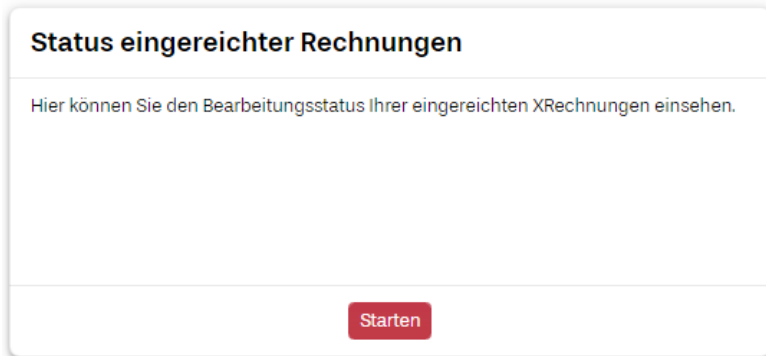 Status eingereichter Rechnungen
Hier können Sie den Bearbeitungsstatus Ihrer eingereichten XRechnungen einsehen.
Starten